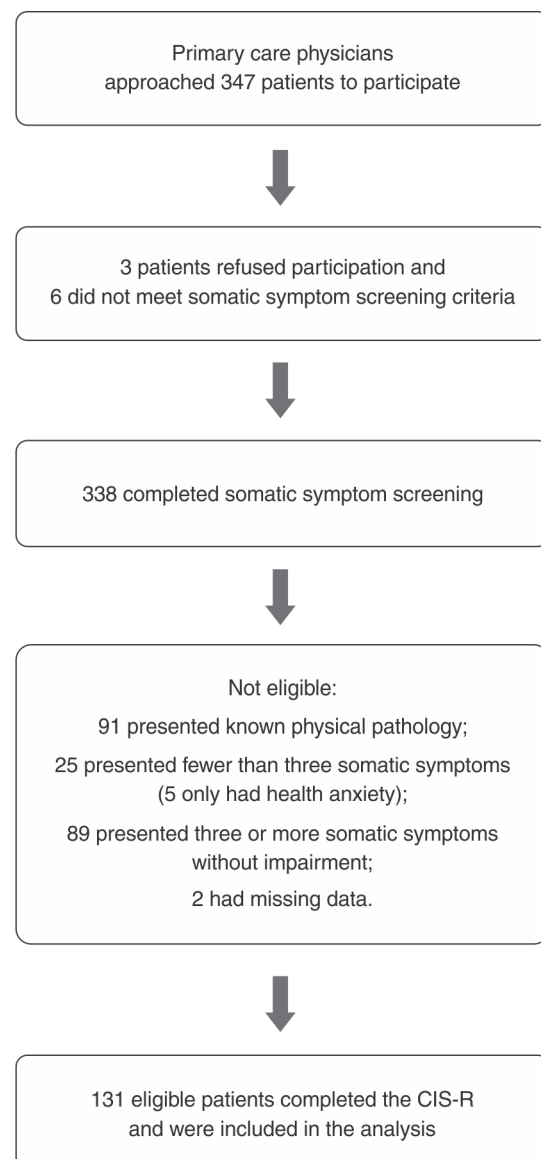 Primary care physicians
approached 347 patients to participate
3 patients refused participation and
6 did not meet somatic symptom screening criteria
338 completed somatic symptom screening
Not eligible:
91 presented known physical pathology;
25 presented fewer than three somatic symptoms
(5 only had health anxiety);
89 presented three or more somatic symptoms
without impairment;
2 had missing data.
131 eligible patients completed the CIS-R
and were included in the analysis